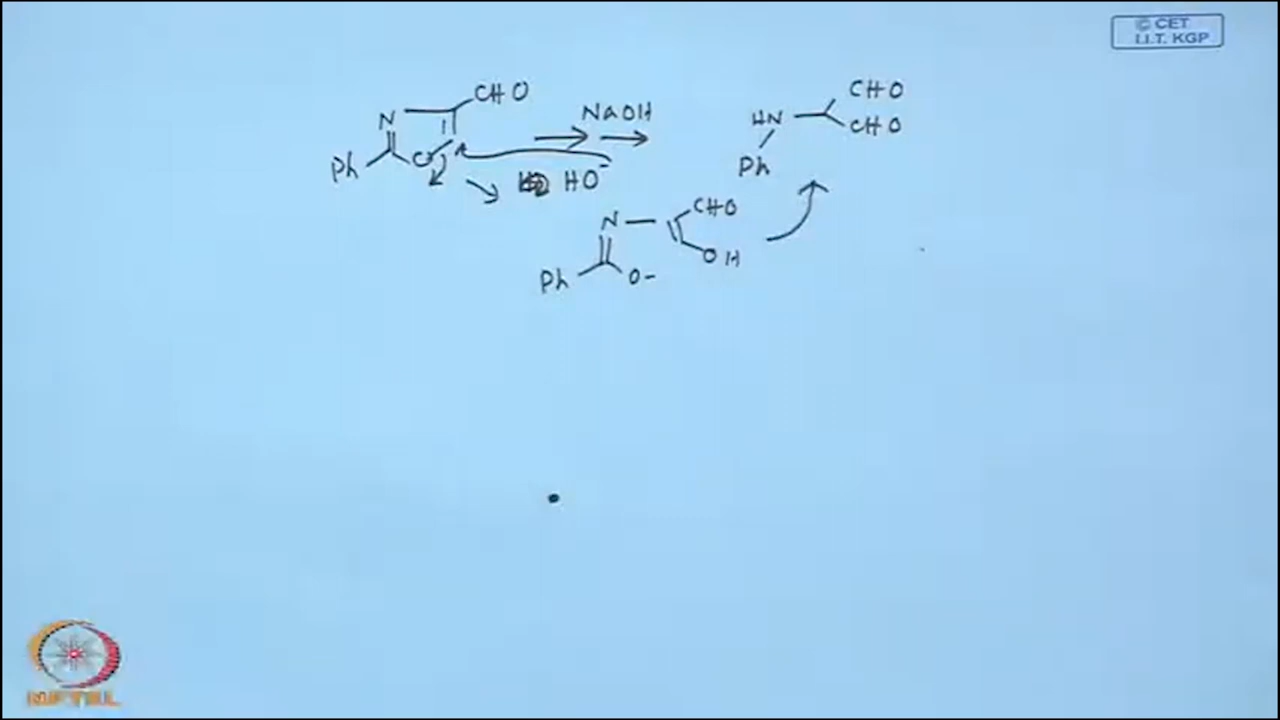 © CET
I.I.T. KGP
CHO
N
Ph
O
NaOH
HO⁻
HN
CHO
CHO
Ph
N
CHO
OH
Ph
O-
NPTEL